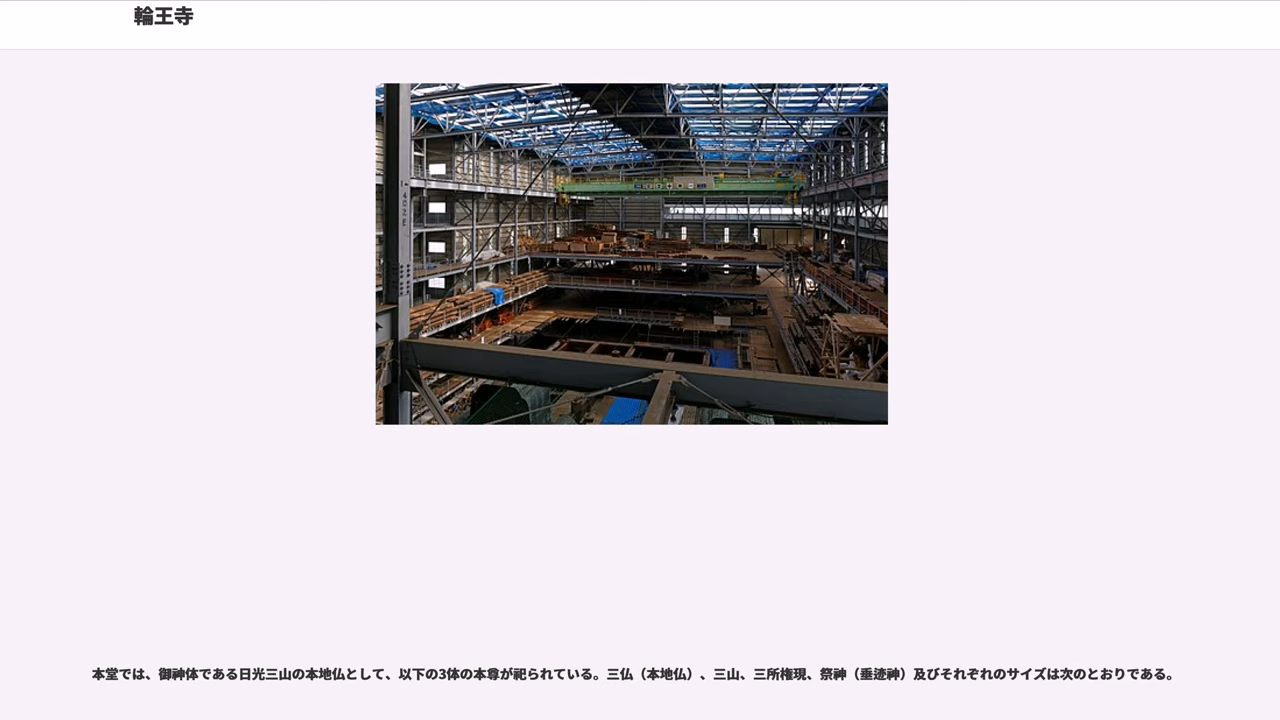 輪王寺
本堂では、御神体である日光三山の本地仏として、以下の3体の本尊が祀られている。三仏（本地仏）、三山、三所権現、祭神（垂迹神）及びそれぞれのサイズは次のとおりである。